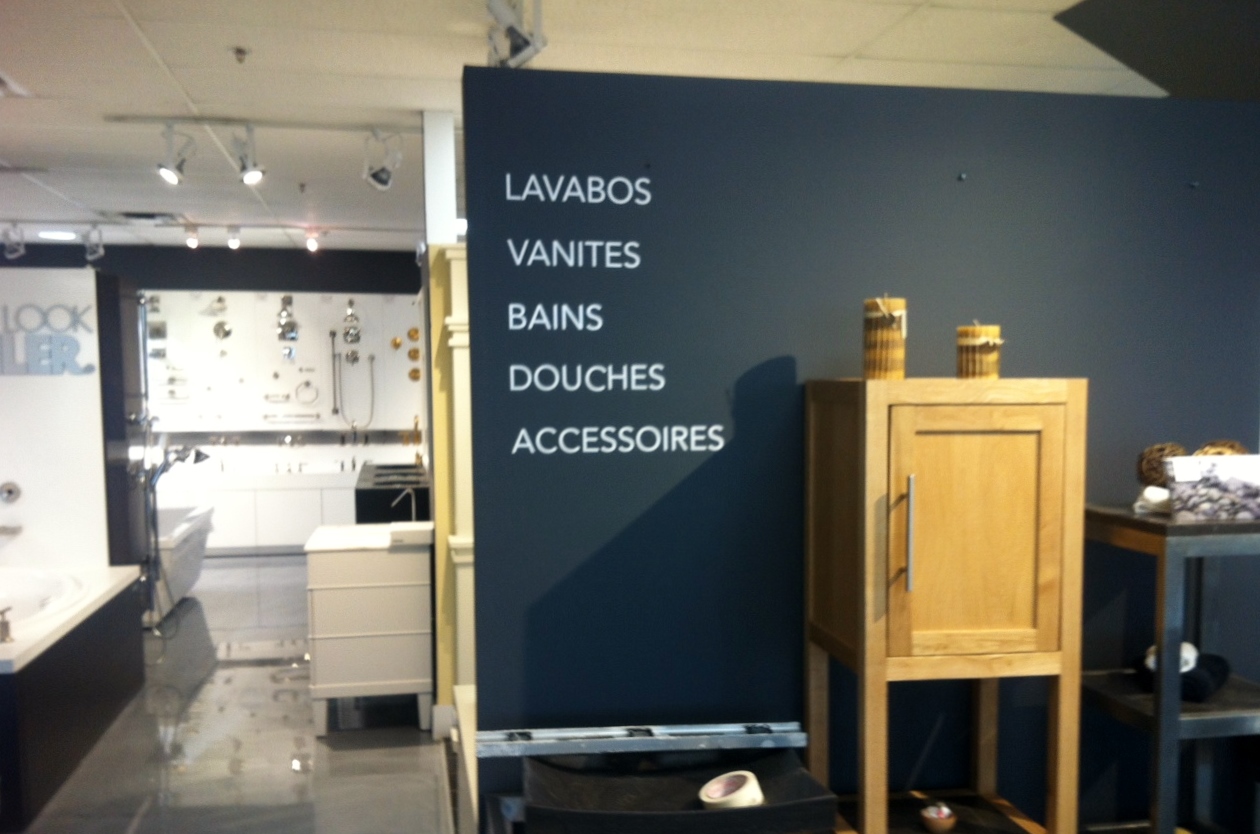 LAVABOS
VANITES
BAINS
DOUCHES
ACCESSOIRES
LOOK